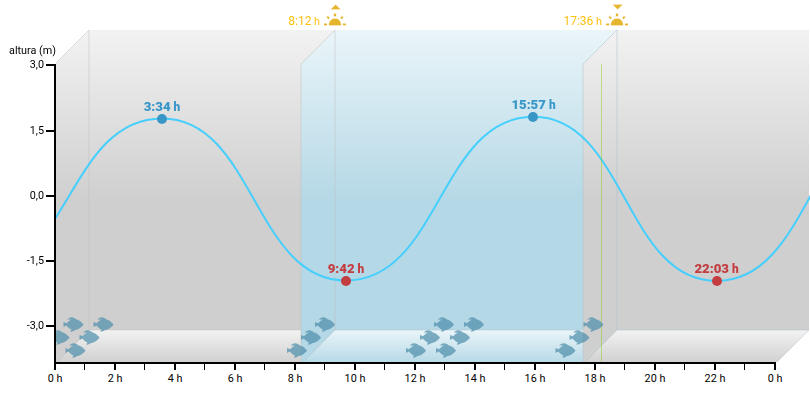 8:12 h
17:36 h
altura (m)
3,0
1,5
0,0
-1,5
-3,0
3:34 h
15:57 h
9:42 h
22:03 h
0 h 2 h 4 h 6 h 8 h 10 h 12 h 14 h 16 h 18 h 20 h 22 h 0 h